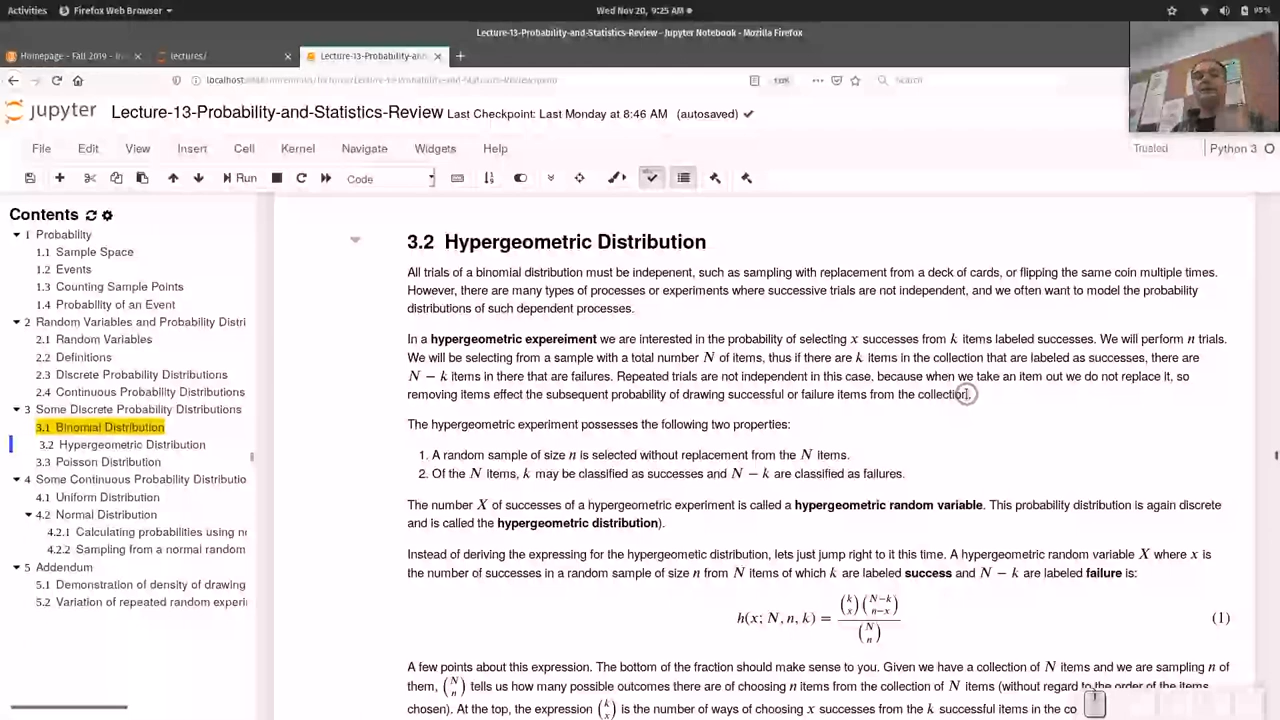 Activities Firefox Web Browser Wed Nov 20, 9:25 AM 95%
Lecture-13-Probability-and-Statistics-Review - Jupyter Notebook - Mozilla Firefox
Homepage - Fall 2019 - lectures/ Lecture-13-Probability-and-
Search
jupyter Lecture-13-Probability-and-Statistics-Review Last Checkpoint: Last Monday at 8:46 AM (autosaved)
File Edit View Insert Cell Kernel Navigate Widgets Help Trusted Python 3
Run Code
Contents
1 Probability
1.1 Sample Space
1.2 Events
1.3 Counting Sample Points
1.4 Probability of an Event
2 Random Variables and Probability Distri
2.1 Random Variables
2.2 Definitions
2.3 Discrete Probability Distributions
2.4 Continuous Probability Distributions
3 Some Discrete Probability Distributions
3.1 Binomial Distribution
3.2 Hypergeometric Distribution
3.3 Poisson Distribution
4 Some Continuous Probability Distributio
4.1 Uniform Distribution
4.2 Normal Distribution
4.2.1 Calculating probabilities using no
4.2.2 Sampling from a normal random
5 Addendum
5.1 Demonstration of density of drawing
5.2 Variation of repeated random experi
3.2 Hypergeometric Distribution
All trials of a binomial distribution must be indepenent, such as sampling with replacement from a deck of cards, or flipping the same coin multiple times.
However, there are many types of processes or experiments where successive trials are not independent, and we often want to model the probability
distributions of such dependent processes.
In a hypergeometric expereiment we are interested in the probability of selecting x successes from k items labeled successes. We will perform n trials.
We will be selecting from a sample with a total number N of items, thus if there are k items in the collection that are labeled as successes, there are
N − k items in there that are failures. Repeated trials are not independent in this case, because when we take an item out we do not replace it, so
removing items effect the subsequent probability of drawing successful or failure items from the collection.
The hypergeometric experiment possesses the following two properties:
1. A random sample of size n is selected without replacement from the N items.
2. Of the N items, k may be classified as successes and N − k are classified as failures.
The number X of successes of a hypergeometric experiment is called a hypergeometric random variable. This probability distribution is again discrete
and is called the hypergeometric distribution).
Instead of deriving the expressing for the hypergeometic distribution, lets just jump right to it this time. A hypergeometric random variable X where x is
the number of successes in a random sample of size n from N items of which k are labeled success and N − k are labeled failure is:
h(x; N, n, k) = (k x)(N−k n−x) / (N n) (1)
A few points about this expression. The bottom of the fraction should make sense to you. Given we have a collection of N items and we are sampling n of
them, (N n) tells us how many possible outcomes there are of choosing n items from the collection of N items (without regard to the order of the items
chosen). At the top, the expression (k x) is the number of ways of choosing x successes from the k successful items in the co